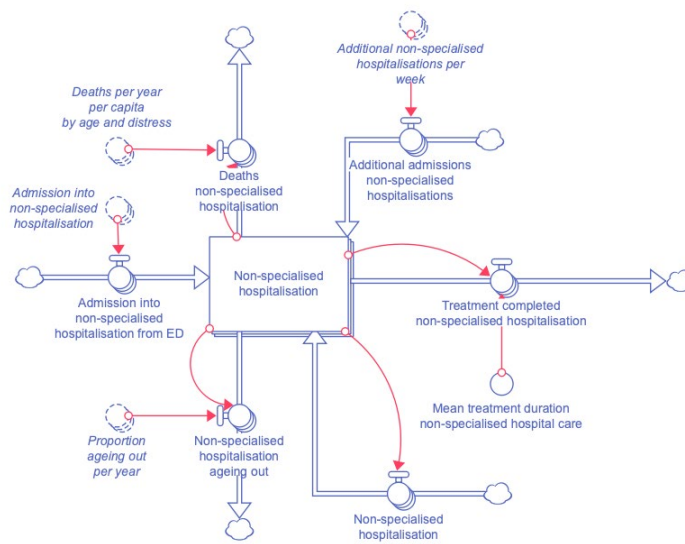 Additional non-specialised
hospitalisations per
week
Deaths per year
per capita
by age and distress
Deaths
non-specialised
hospitalisation
Additional admissions
non-specialised
hospitalisations
Admission into
non-specialised
hospitalisation
Non-specialised
hospitalisation
Admission into
non-specialised
hospitalisation from ED
Treatment completed
non-specialised hospitalisation
Mean treatment duration
non-specialised hospital care
Proportion
ageing out
per year
Non-specialised
hospitalisation
ageing out
Non-specialised
hospitalisation